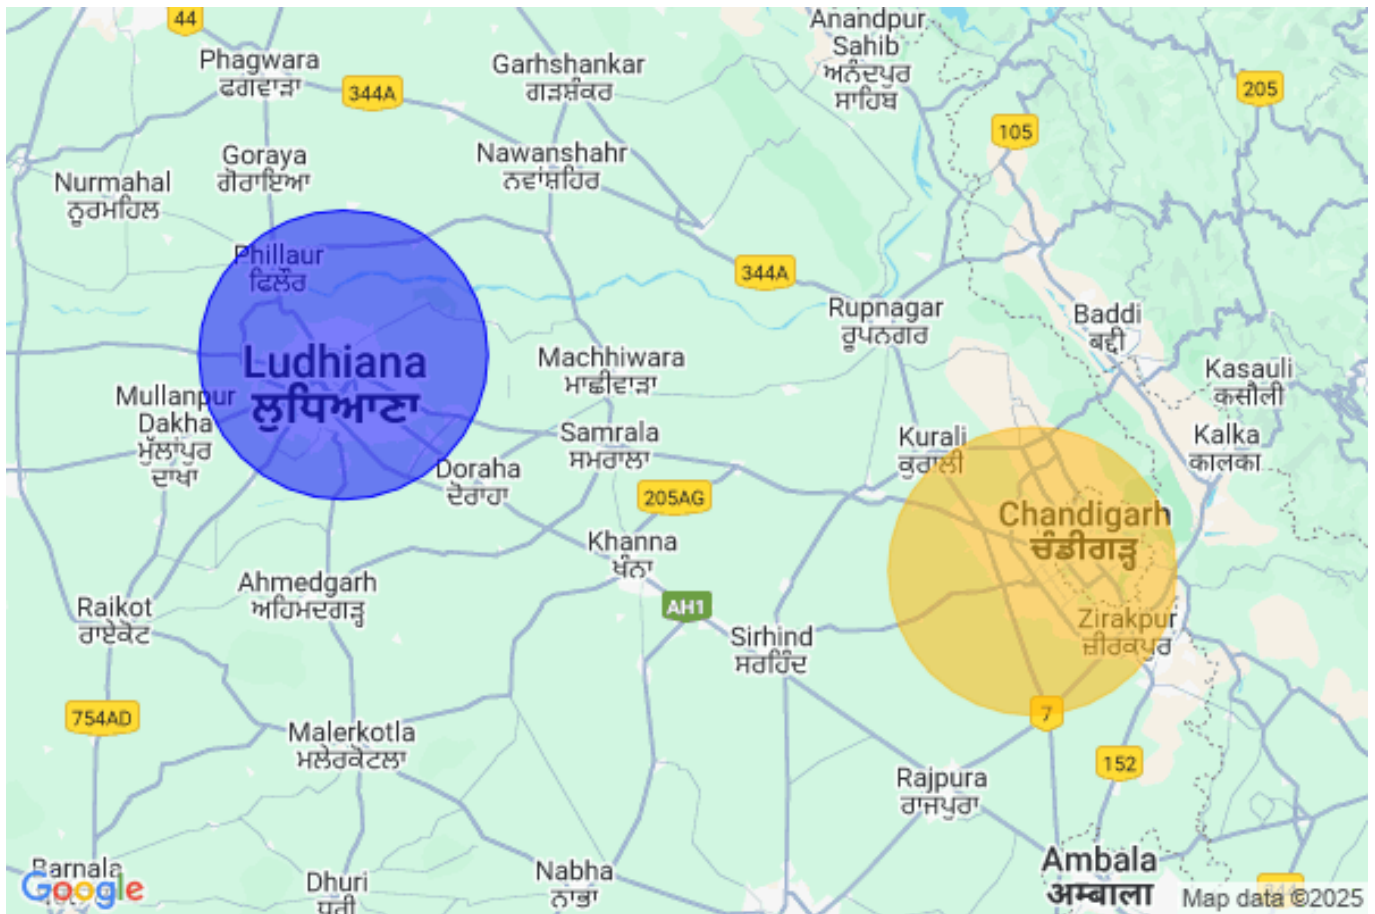 44
Phagwara
ਫਗਵਾੜਾ
344A
Garhshankar
ਗੜਸ਼ੰਕਰ
Anandpur
Sahib
ਅਨੰਦਪੁਰ
ਸਾਹਿਬ
205
105
Goraya
ਗੋਰਾਇਆ
Nawanshahr
ਨਵਾਂਸ਼ਹਿਰ
Nurmahal
ਨੂਰਮਹਿਲ
Phillaur
ਫਿਲੌਰ
344A
Rupnagar
ਰੂਪਨਗਰ
Baddi
बद्दी
Ludhiana
ਲੁਧਿਆਣਾ
Machhiwara
ਮਾਛੀਵਾੜਾ
Kasauli
कसौली
Mullanpur
Dakha
ਮੁੱਲਾਂਪੁਰ
ਦਾਖਾ
Samrala
ਸਮਰਾਲਾ
Kurali
ਕੁਰਾਲੀ
Kalka
कालका
Doraha
ਦੋਰਾਹਾ
205AG
Chandigarh
ਚੰਡੀਗੜ੍ਹ
Khanna
ਖੰਨਾ
Ahmedgarh
ਅਹਿਮਦਗੜ੍ਹ
AH1
Raikot
ਰਾਏਕੋਟ
Sirhind
ਸਰਹਿੰਦ
Zirakpur
ਜ਼ੀਰਕਪੁਰ
754AD
7
Malerkotla
ਮਲੇਰਕੋਟਲਾ
152
Rajpura
ਰਾਜਪੁਰਾ
Barnala
Google
Dhuri
ਧੂਰੀ
Nabha
ਨਾਭਾ
Ambala
अम्बाला
344
Map data ©2025